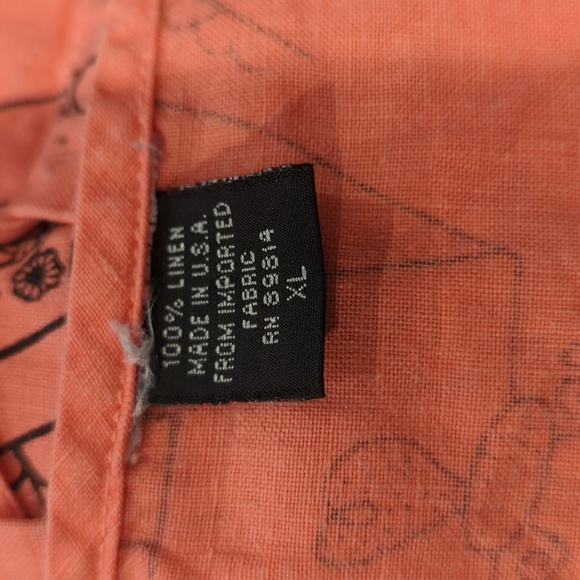 100% LINEN
MADE IN U.S.A.
FROM IMPORTED
FABRIC
RN 89814
XL